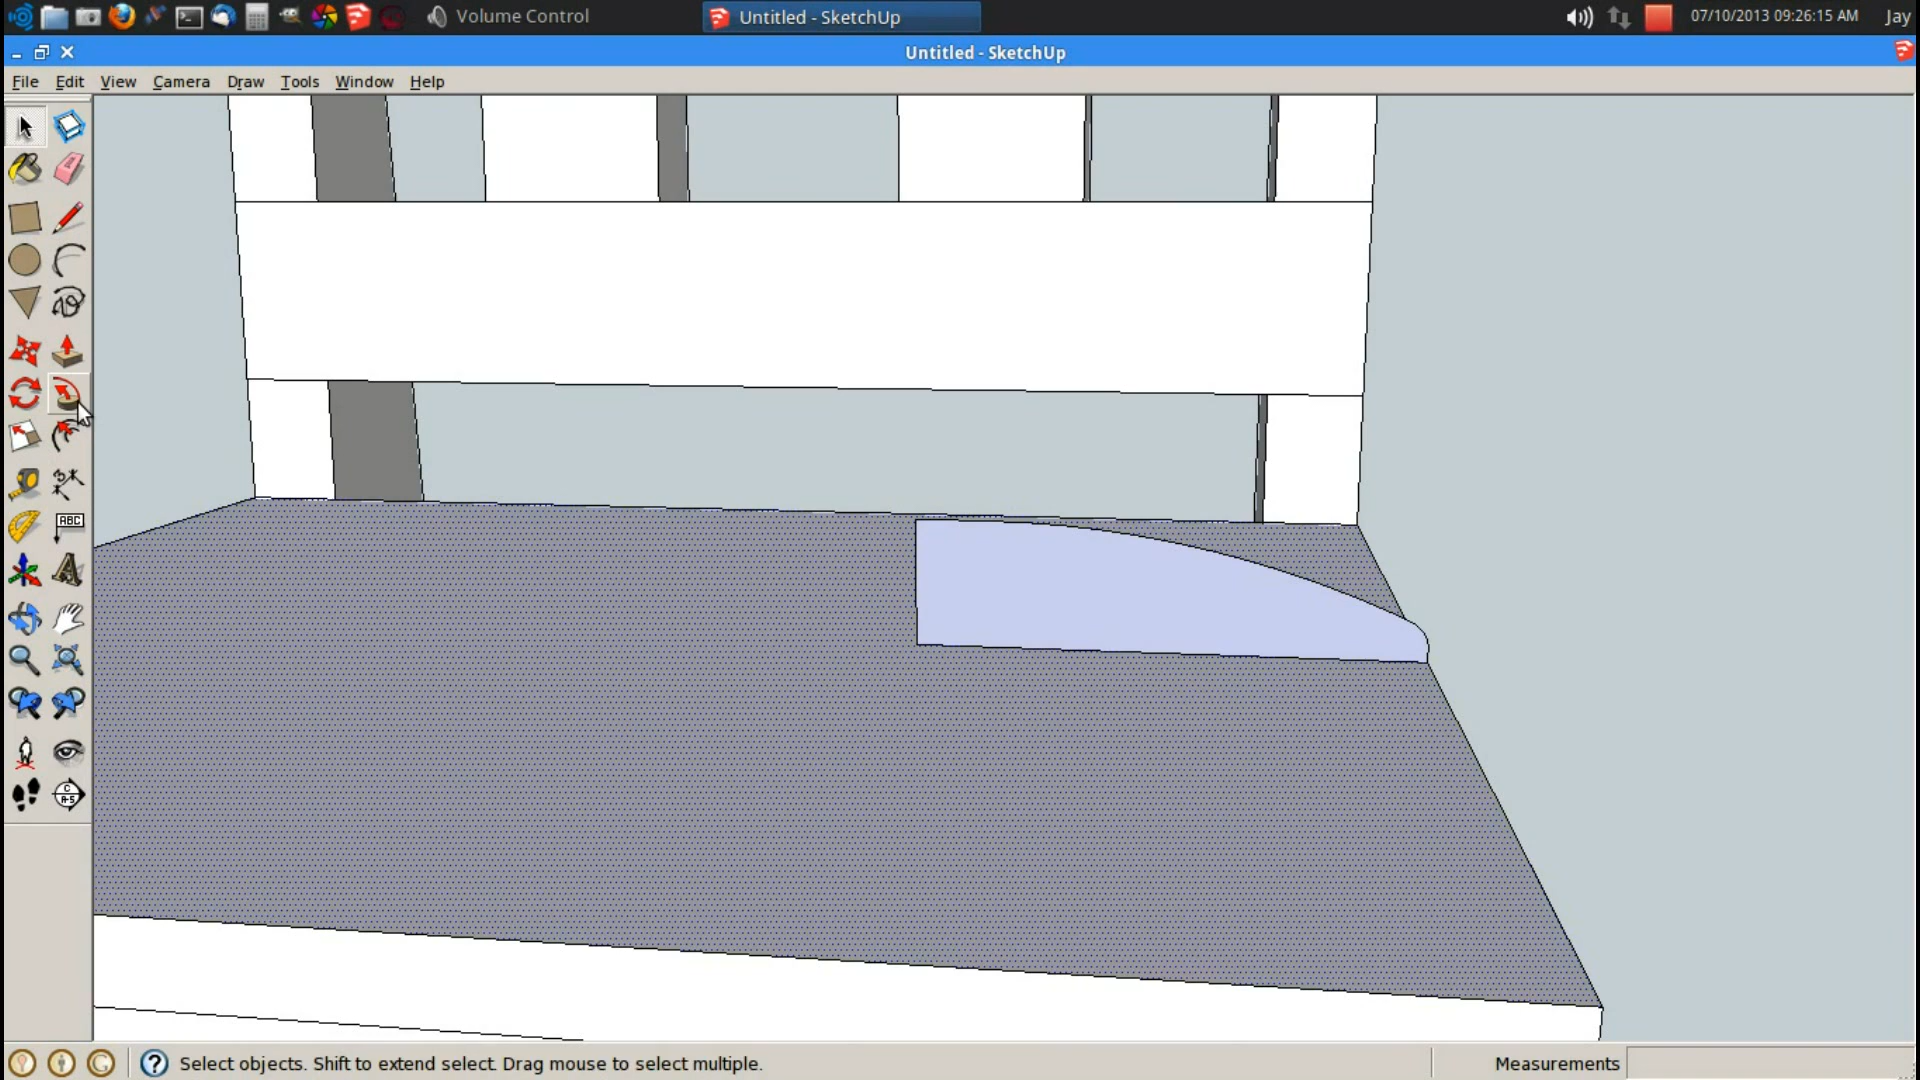 Volume Control
Untitled - SketchUp
07/10/2013 09:26:15 AM
Jay
Untitled - SketchUp
File Edit View Camera Draw Tools Window Help
ABC
A
C
A-5
Select objects. Shift to extend select. Drag mouse to select multiple.
Measurements